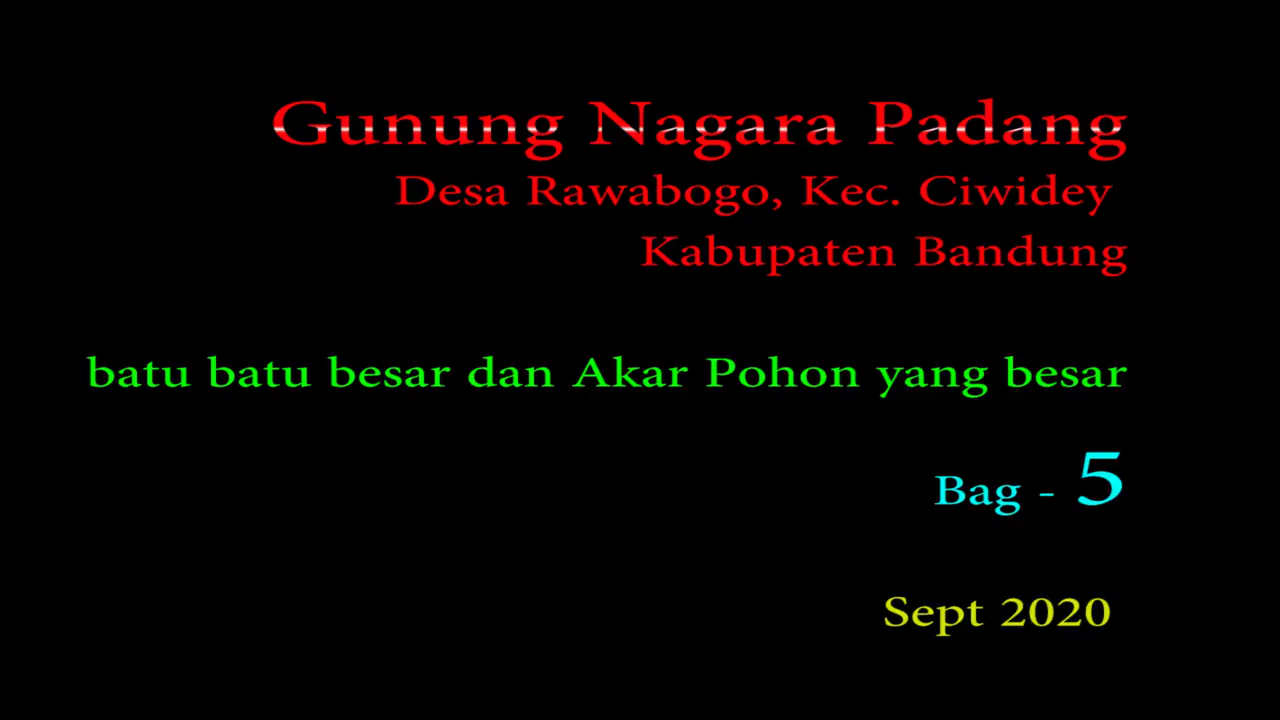 Gunung Nagara Padang
Desa Rawabogo, Kec. Ciwidey
Kabupaten Bandung
batu batu besar dan Akar Pohon yang besar
Bag - 5
Sept 2020